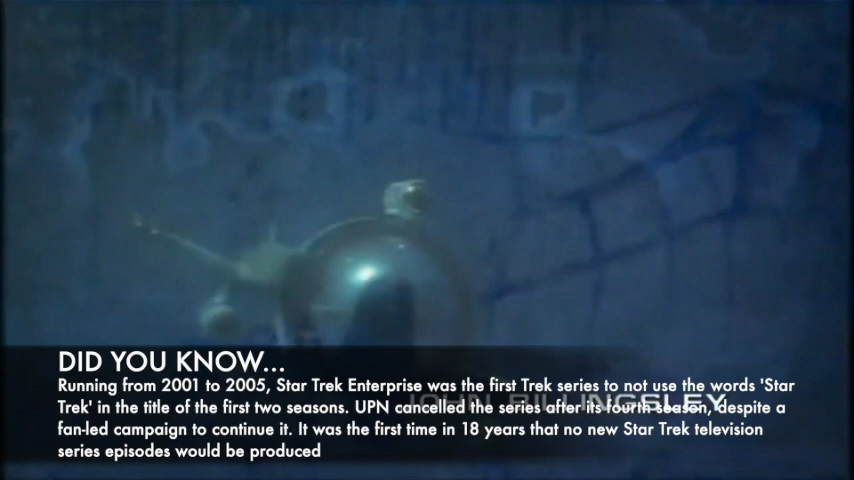 DID YOU KNOW...
Running from 2001 to 2005, Star Trek Enterprise was the first Trek series to not use the words 'Star
Trek' in the title of the first two seasons. UPN cancelled the series after its fourth season, despite a
fan-led campaign to continue it. It was the first time in 18 years that no new Star Trek television
series episodes would be produced
JOHN BILLINGSLEY